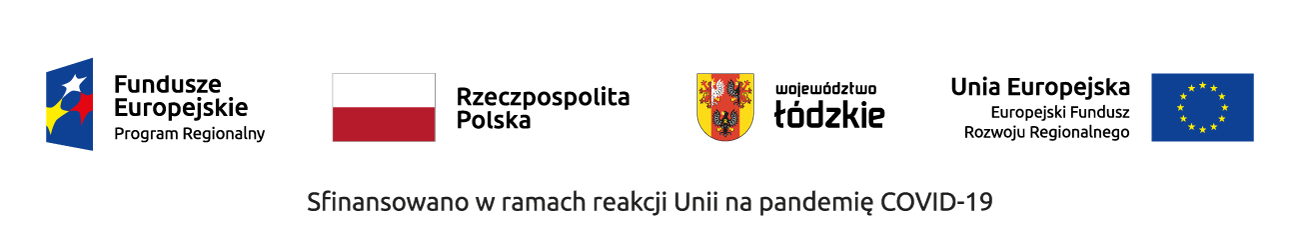 Fundusze
Europejskie
Program Regionalny
Rzeczpospolita
Polska
województwo
łódzkie
Unia Europejska
Europejski Fundusz
Rozwoju Regionalnego
Sfinansowano w ramach reakcji Unii na pandemię COVID-19